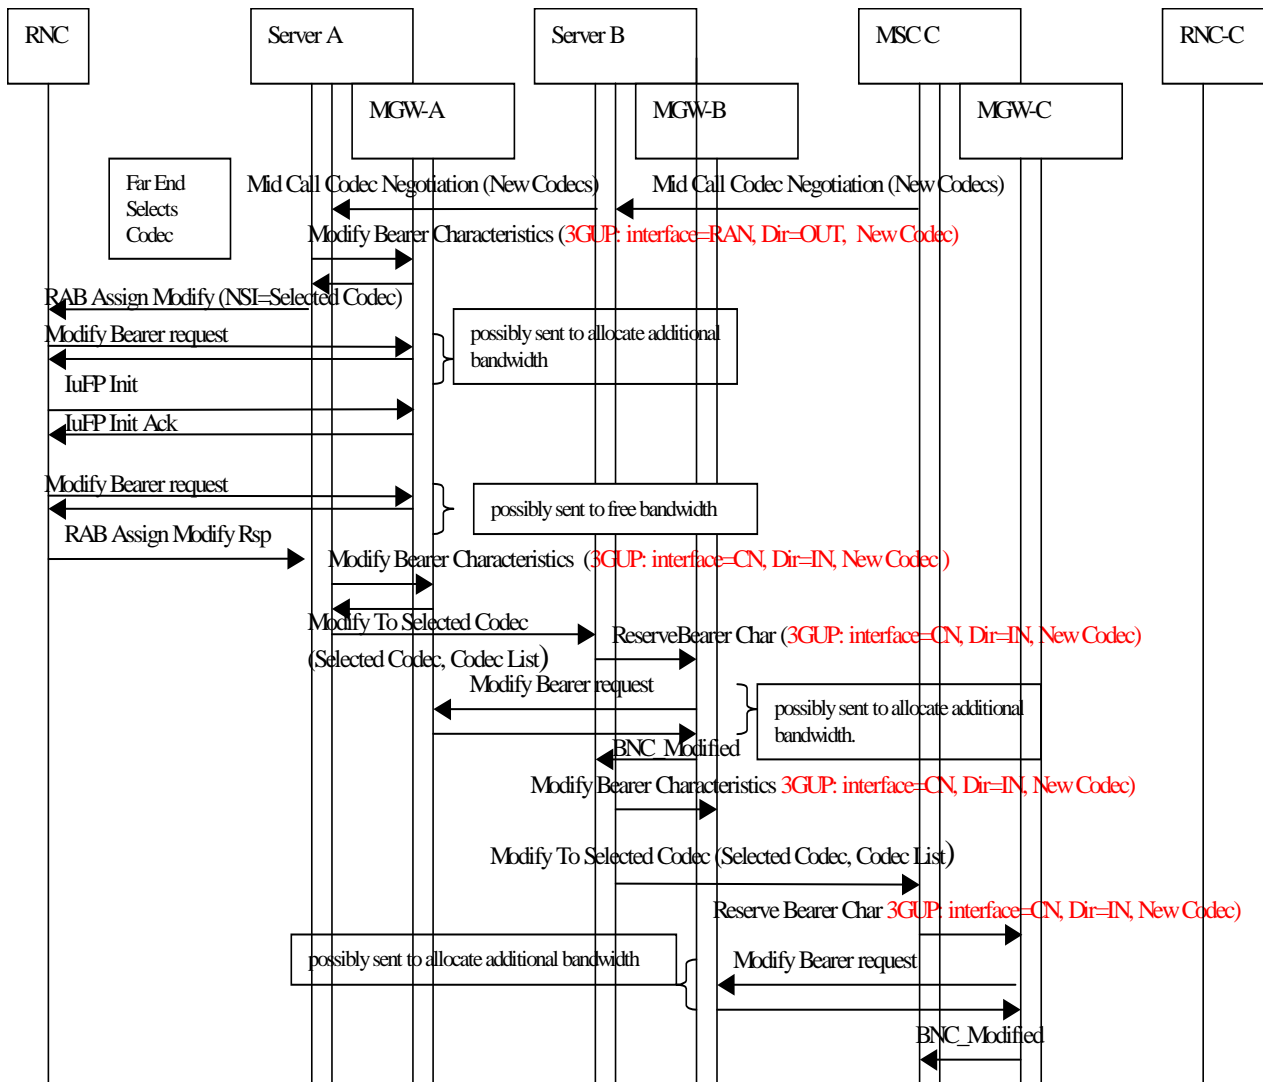 RNC
Server A
Server B
MSC C
RNC-C
MGW-A
MGW-B
MGW-C
Far End
Selects
Codec
Mid Call Codec Negotiation (New Codecs)
Mid Call Codec Negotiation (New Codecs)
Modify Bearer Characteristics (3GUP: interface=RAN, Dir=OUT, New Codec)
RAB Assign Modify (NSI=Selected Codec)
Modify Bearer request
possibly sent to allocate additional
bandwidth
IuFP Init
IuFP Init Ack
Modify Bearer request
possibly sent to free bandwidth
RAB Assign Modify Rsp
Modify Bearer Characteristics (3GUP: interface=CN, Dir=IN, New Codec )
Modify To Selected Codec
(Selected Codec, Codec List)
ReserveBearer Char (3GUP: interface=CN, Dir=IN, New Codec)
Modify Bearer request
possibly sent to allocate additional
bandwidth.
BNC_Modified
Modify Bearer Characteristics 3GUP: interface=CN, Dir=IN, New Codec)
Modify To Selected Codec (Selected Codec, Codec List)
Reserve Bearer Char 3GUP: interface=CN, Dir=IN, New Codec)
possibly sent to allocate additional bandwidth
Modify Bearer request
BNC_Modified